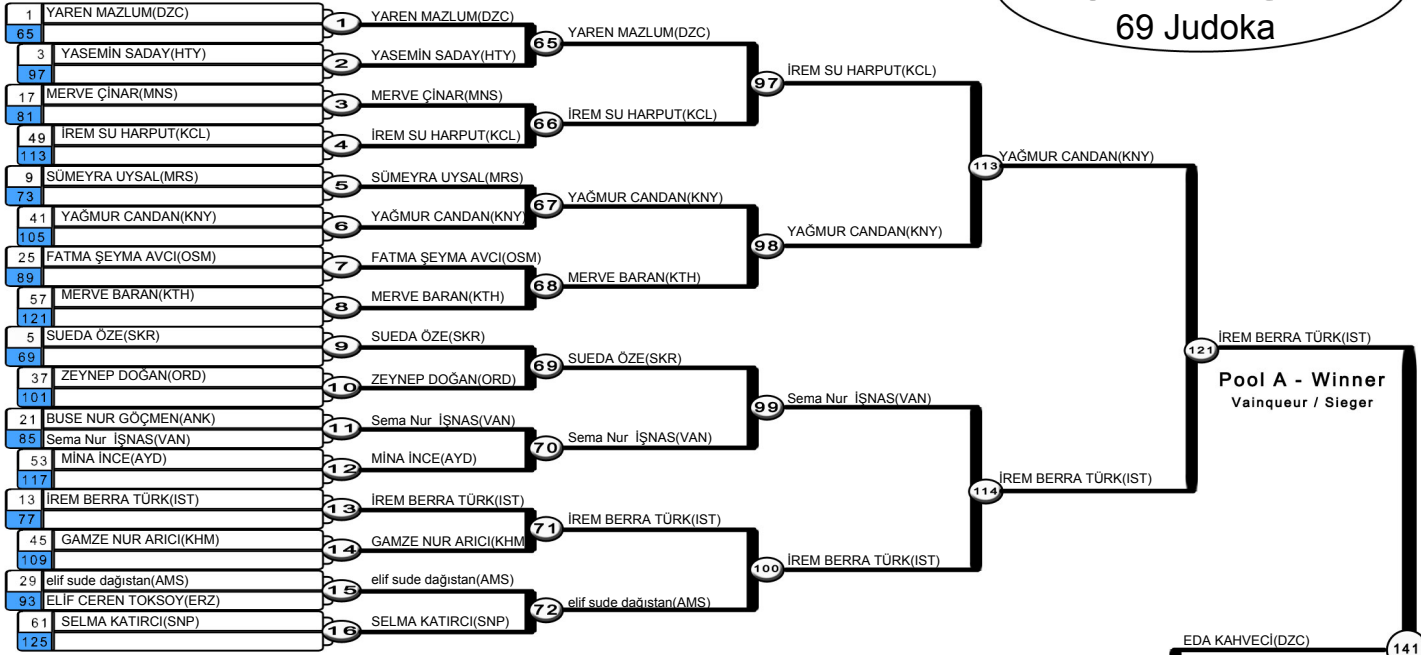 69 Judoka
1 YAREN MAZLUM(DZC)
65
3 YASEMİN SADAY(HTY)
97
17 MERVE ÇİNAR(MNS)
81
49 İREM SU HARPUT(KCL)
113
9 SÜMEYRA UYSAL(MRS)
73
41 YAĞMUR CANDAN(KNY)
105
25 FATMA ŞEYMA AVCI(OSM)
89
57 MERVE BARAN(KTH)
121
5 SUEDA ÖZE(SKR)
69
37 ZEYNEP DOĞAN(ORD)
101
21 BUSE NUR GÖÇMEN(ANK)
85 Sema Nur İŞNAS(VAN)
53 MİNA İNCE(AYD)
117
13 İREM BERRA TÜRK(IST)
77
45 GAMZE NUR ARICI(KHM)
109
29 elif sude dağıstan(AMS)
93 ELİF CEREN TOKSOY(ERZ)
61 SELMA KATIRCI(SNP)
125
1 YAREN MAZLUM(DZC)
2 YASEMİN SADAY(HTY)
3 MERVE ÇİNAR(MNS)
4 İREM SU HARPUT(KCL)
5 SÜMEYRA UYSAL(MRS)
6 YAĞMUR CANDAN(KNY)
7 FATMA ŞEYMA AVCI(OSM)
8 MERVE BARAN(KTH)
9 SUEDA ÖZE(SKR)
10 ZEYNEP DOĞAN(ORD)
11 Sema Nur İŞNAS(VAN)
12 MİNA İNCE(AYD)
13 İREM BERRA TÜRK(IST)
14 GAMZE NUR ARICI(KHM
15 elif sude dağıstan(AMS)
16 SELMA KATIRCI(SNP)
65 YAREN MAZLUM(DZC)
66 İREM SU HARPUT(KCL)
67 YAĞMUR CANDAN(KNY)
68 MERVE BARAN(KTH)
69 SUEDA ÖZE(SKR)
70 Sema Nur İŞNAS(VAN)
71 İREM BERRA TÜRK(IST)
72 elif sude dağıstan(AMS)
97 İREM SU HARPUT(KCL)
98 YAĞMUR CANDAN(KNY)
99 Sema Nur İŞNAS(VAN)
100 İREM BERRA TÜRK(IST)
113 YAĞMUR CANDAN(KNY)
114 İREM BERRA TÜRK(IST)
121 İREM BERRA TÜRK(IST)
Pool A - Winner
Vainqueur / Sieger
EDA KAHVECİ(DZC)
141